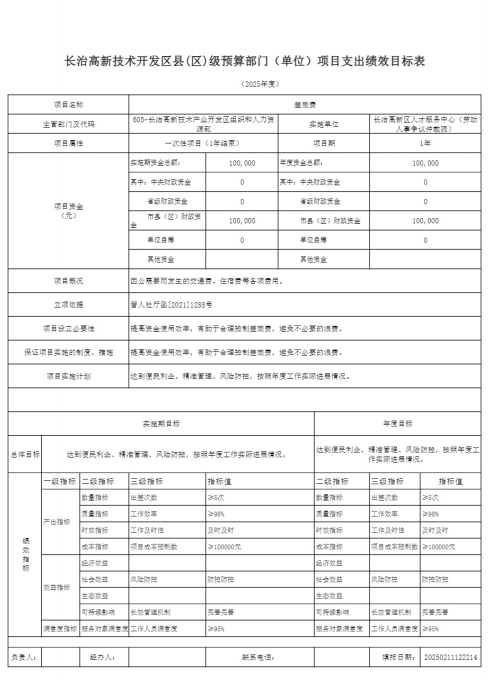 长治高新技术开发区县(区)级预算部门（单位）项目支出绩效目标表
（2025年度）
项目名称 差旅费
主管部门及代码 605-长治高新技术产业开发区组织和人力资源部 实施单位 长治高新区人才服务中心（劳动人事争议仲裁院）
项目属性 一次性项目（1年结束） 项目期 1年
项目资金（元） 实施期资金总额： 100,000 年度资金总额： 100,000
其中：中央财政资金 0 其中：中央财政资金 0
省级财政资金 0 省级财政资金 0
市县（区）财政资金 100,000 市县（区）财政资金 100,000
单位自筹 0 单位自筹 0
其他资金 其他资金
项目概况 因公需要而发生的交通费、住宿费等各项费用。
立项依据 晋人社厅函[2021]1288号
项目设立必要性 提高资金使用效率，有助于合理控制差旅费，避免不必要的浪费。
保证项目实施的制度、措施 提高资金使用效率，有助于合理控制差旅费，避免不必要的浪费。
项目实施计划 达到便民利企、精准管理、风险防控，按照年度工作实际进展情况。
实施期目标 年度目标
总体目标 达到便民利企、精准管理、风险防控，按照年度工作实际进展情况。 达到便民利企、精准管理、风险防控，按照年度工作实际进展情况。
绩效指标 一级指标 二级指标 三级指标 指标值 二级指标 三级指标 指标值
产出指标 数量指标 出差次数 ≥5次 数量指标 出差次数 ≥5次
质量指标 工作效率 ≥98% 质量指标 工作效率 ≥98%
时效指标 工作及时性 及时及时 时效指标 工作及时性 及时及时
成本指标 项目成本控制数 ≥100000元 成本指标 项目成本控制数 ≥100000元
效益指标 经济效益 经济效益
社会效益 风险防控 防控防控 社会效益 风险防控 防控防控
生态效益 生态效益
可持续影响 长效管理机制 完善完善 可持续影响 长效管理机制 完善完善
满意度指标 服务对象满意度 工作人员满意度 ≥95% 服务对象满意度 工作人员满意度 ≥95%
负责人： 经办人： 联系电话： 填报日期： 20250211122214